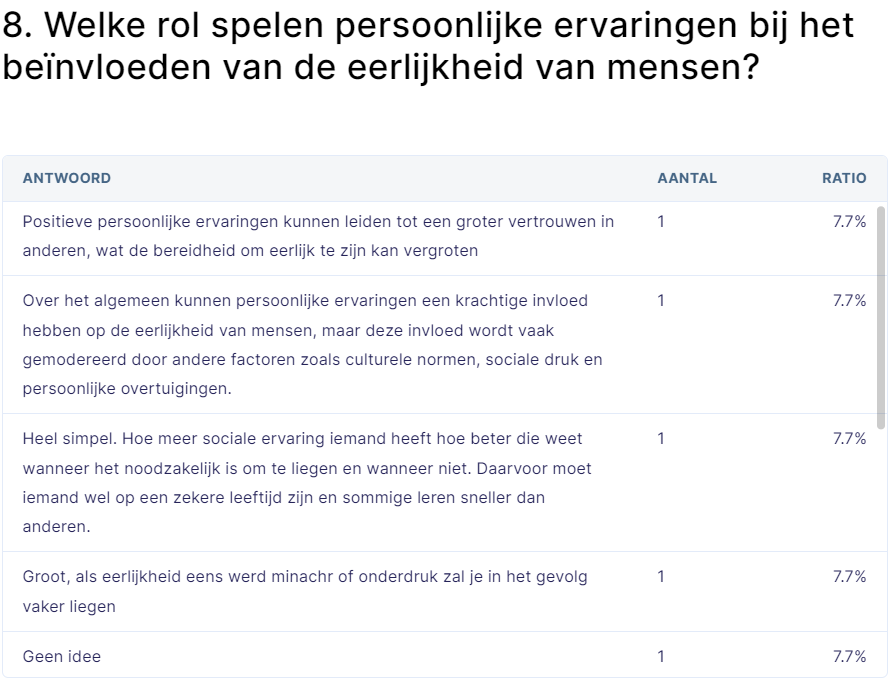 8. Welke rol spelen persoonlijke ervaringen bij het
beïnvloeden van de eerlijkheid van mensen?
ANTWOORD AANTAL RATIO
Positieve persoonlijke ervaringen kunnen leiden tot een groter vertrouwen in 1 7.7%
anderen, wat de bereidheid om eerlijk te zijn kan vergroten
Over het algemeen kunnen persoonlijke ervaringen een krachtige invloed 1 7.7%
hebben op de eerlijkheid van mensen, maar deze invloed wordt vaak
gemodereerd door andere factoren zoals culturele normen, sociale druk en
persoonlijke overtuigingen.
Heel simpel. Hoe meer sociale ervaring iemand heeft hoe beter die weet 1 7.7%
wanneer het noodzakelijk is om te liegen en wanneer niet. Daarvoor moet
iemand wel op een zekere leeftijd zijn en sommige leren sneller dan
anderen.
Groot, als eerlijkheid eens werd minachr of onderdruk zal je in het gevolg 1 7.7%
vaker liegen
Geen idee 1 7.7%